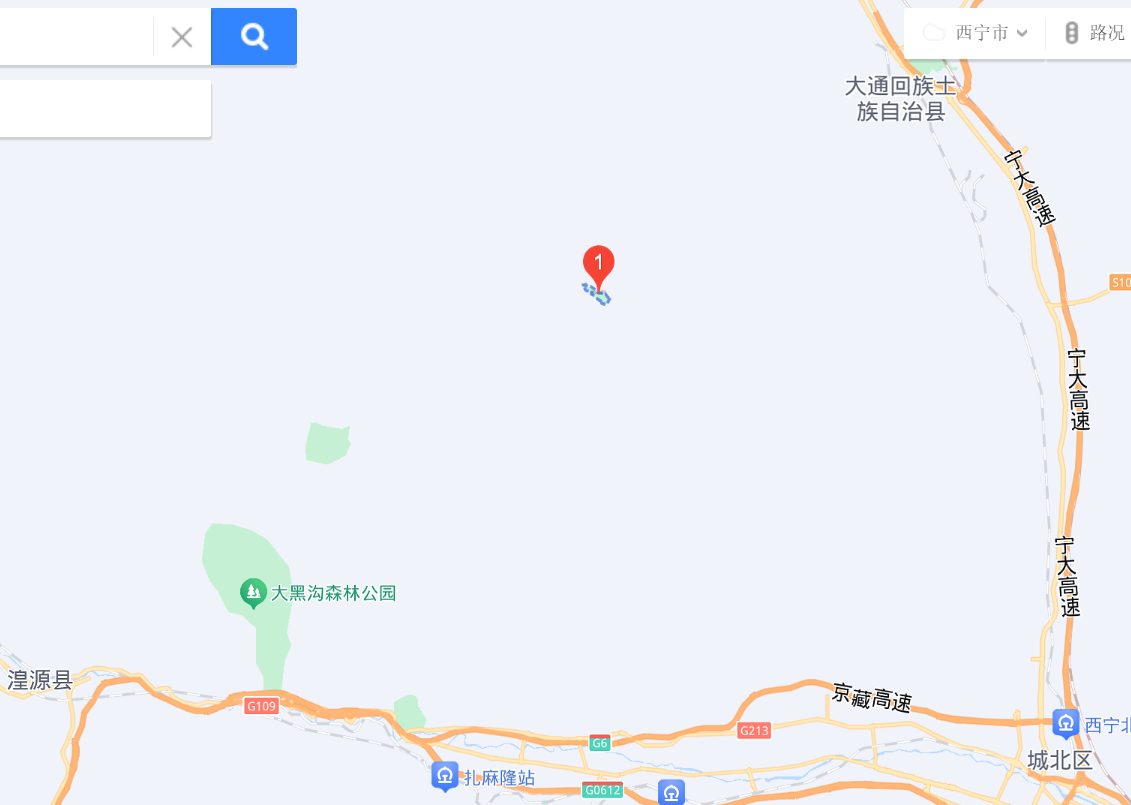 西宁市
路况
大通回族土
族自治县
宁大高速
S10
1
宁大高速
宁大高速
大黑沟森林公园
湟源县
G109
京藏高速
G213
G6
西宁北
城北区
扎麻隆站
G0612